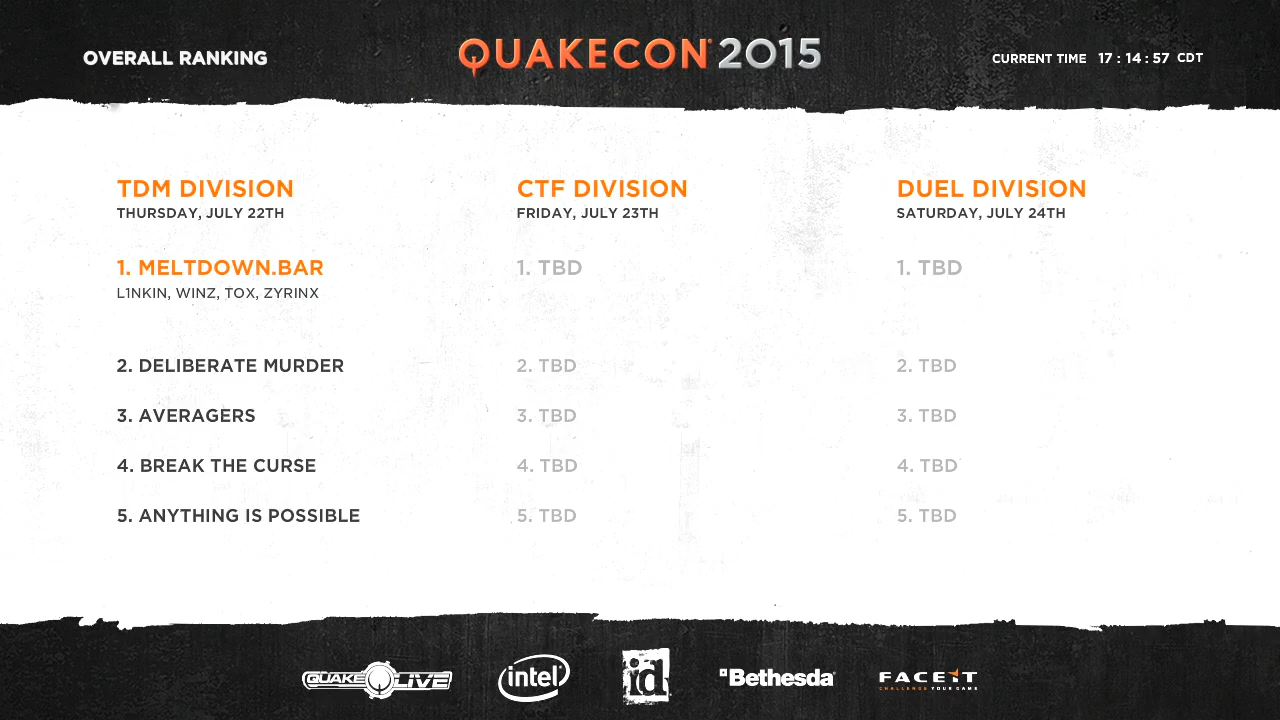 OVERALL RANKING
QUAKECON 2015
CURRENT TIME 17 : 14 : 57 CDT
TDM DIVISION
THURSDAY, JULY 22TH
1. MELTDOWN.BAR
L1NKIN, WINZ, TOX, ZYRINX
2. DELIBERATE MURDER
3. AVERAGERS
4. BREAK THE CURSE
5. ANYTHING IS POSSIBLE
CTF DIVISION
FRIDAY, JULY 23TH
1. TBD
2. TBD
3. TBD
4. TBD
5. TBD
DUEL DIVISION
SATURDAY, JULY 24TH
1. TBD
2. TBD
3. TBD
4. TBD
5. TBD
QUAKE LIVE
intel
id
Bethesda
FACEIT
CHALLENGE YOUR GAME